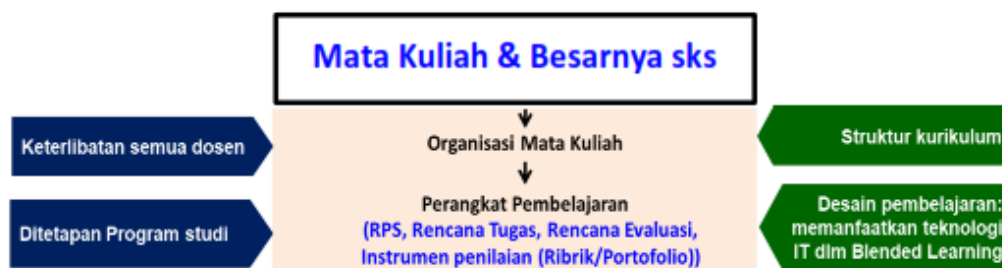 Mata Kuliah & Besarnya sks
Keterlibatan semua dosen
Organisasi Mata Kuliah
Struktur kurikulum
Ditetapan Program studi
Perangkat Pembelajaran
(RPS, Rencana Tugas, Rencana Evaluasi,
Instrumen penilaian (Ribrik/Portofolio))
Desain pembelajaran:
memanfaatkan teknologi
IT dlm Blended Learning